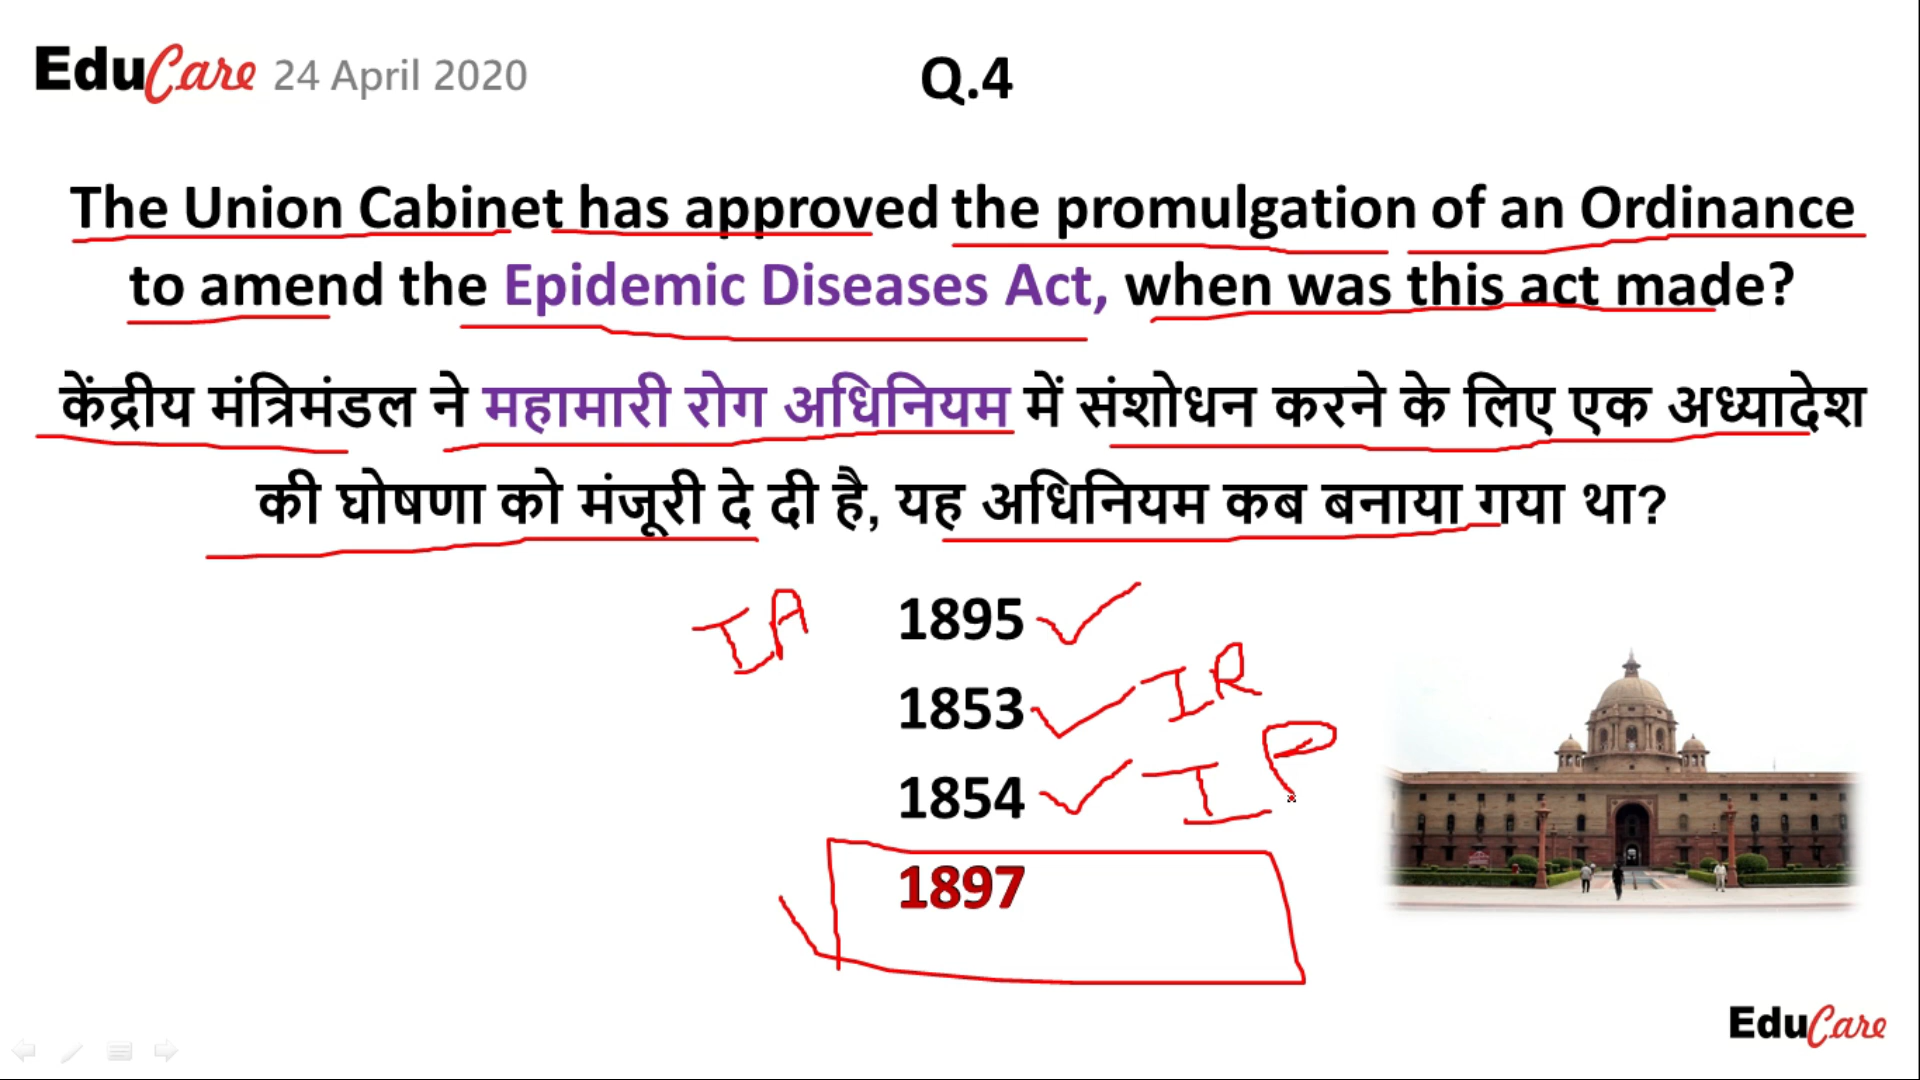 EduCare 24 April 2020
Q.4
The Union Cabinet has approved the promulgation of an Ordinance
to amend the Epidemic Diseases Act, when was this act made?
केंद्रीय मंत्रिमंडल ने महामारी रोग अधिनियम में संशोधन करने के लिए एक अध्यादेश
की घोषणा को मंजूरी दे दी है, यह अधिनियम कब बनाया गया था?
IA 1895
1853 IR
1854 IP
1897
EduCare